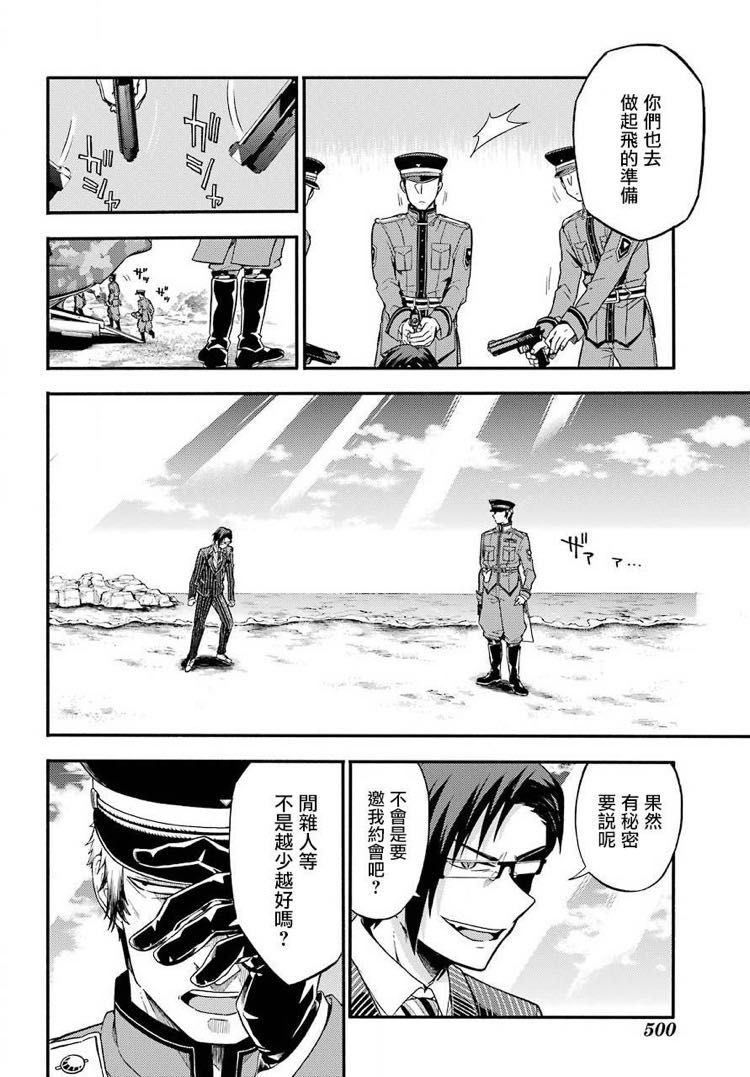 你們也去
做起飛的準備
ガチャ
ガチャ
ザッ
ザッ
ザァァ…
果然
有秘密
要說呢
不會是要
邀我約會吧?
閒雜人等
不是越少越好嗎?
500